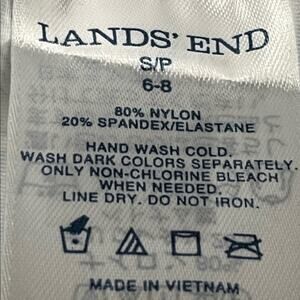 LANDS' END
S/P
6-8
80% NYLON
20% SPANDEX/ELASTANE
HAND WASH COLD.
WASH DARK COLORS SEPARATELY.
ONLY NON-CHLORINE BLEACH
WHEN NEEDED.
LINE DRY. DO NOT IRON.
MADE IN VIETNAM